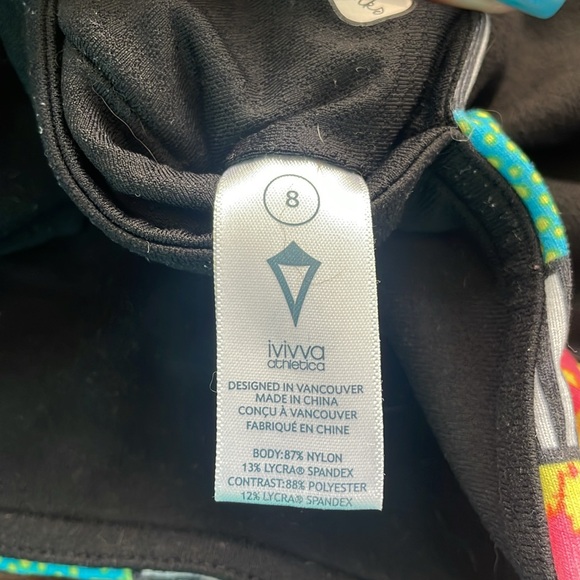 8
ivivva
athletica
DESIGNED IN VANCOUVER
MADE IN CHINA
CONÇU À VANCOUVER
FABRIQUÉ EN CHINE
BODY:87% NYLON
13% LYCRA® SPANDEX
CONTRAST:88% POLYESTER
12% LYCRA® SPANDEX